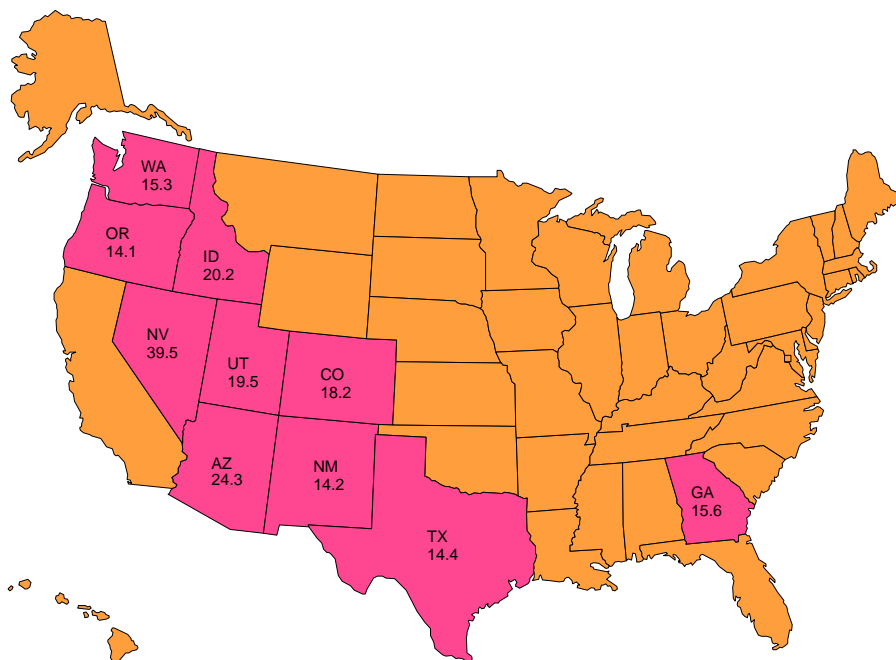 WA
15.3
OR
14.1
ID
20.2
NV
39.5
UT
19.5
CO
18.2
AZ
24.3
NM
14.2
TX
14.4
GA
15.6